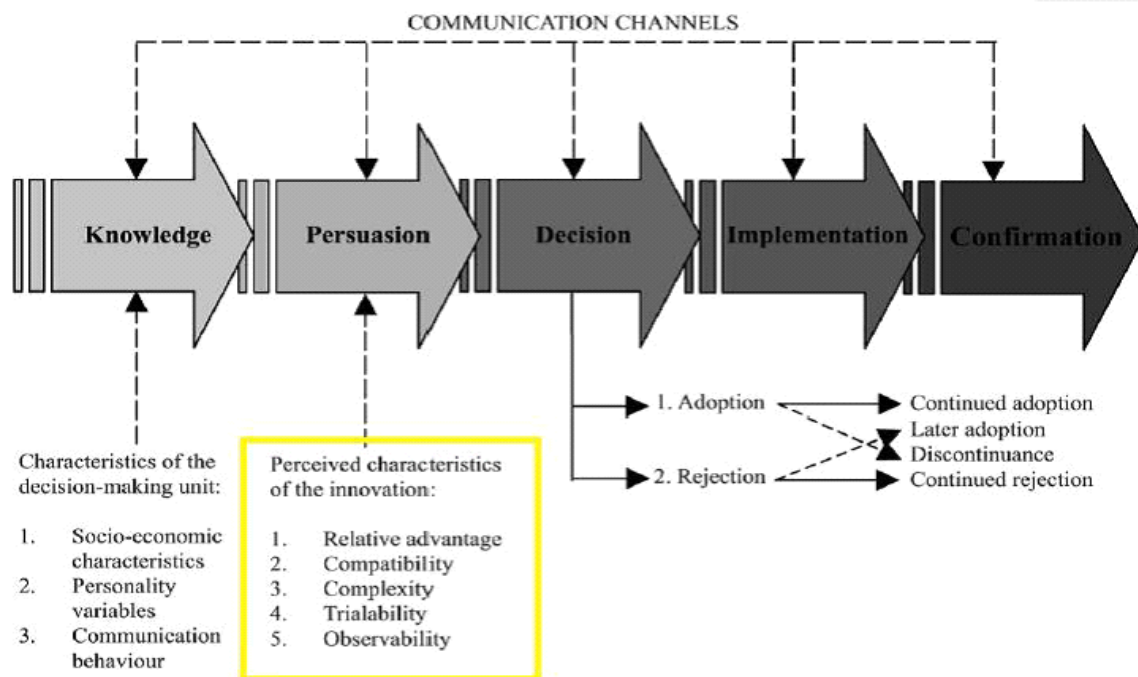 COMMUNICATION CHANNELS
Knowledge
Persuasion
Decision
Implementation
Confirmation
1. Adoption
2. Rejection
Continued adoption
Later adoption
Discontinuance
Continued rejection
Characteristics of the
decision-making unit:
1. Socio-economic
characteristics
2. Personality
variables
3. Communication
behaviour
Perceived characteristics
of the innovation:
1. Relative advantage
2. Compatibility
3. Complexity
4. Trialability
5. Observability